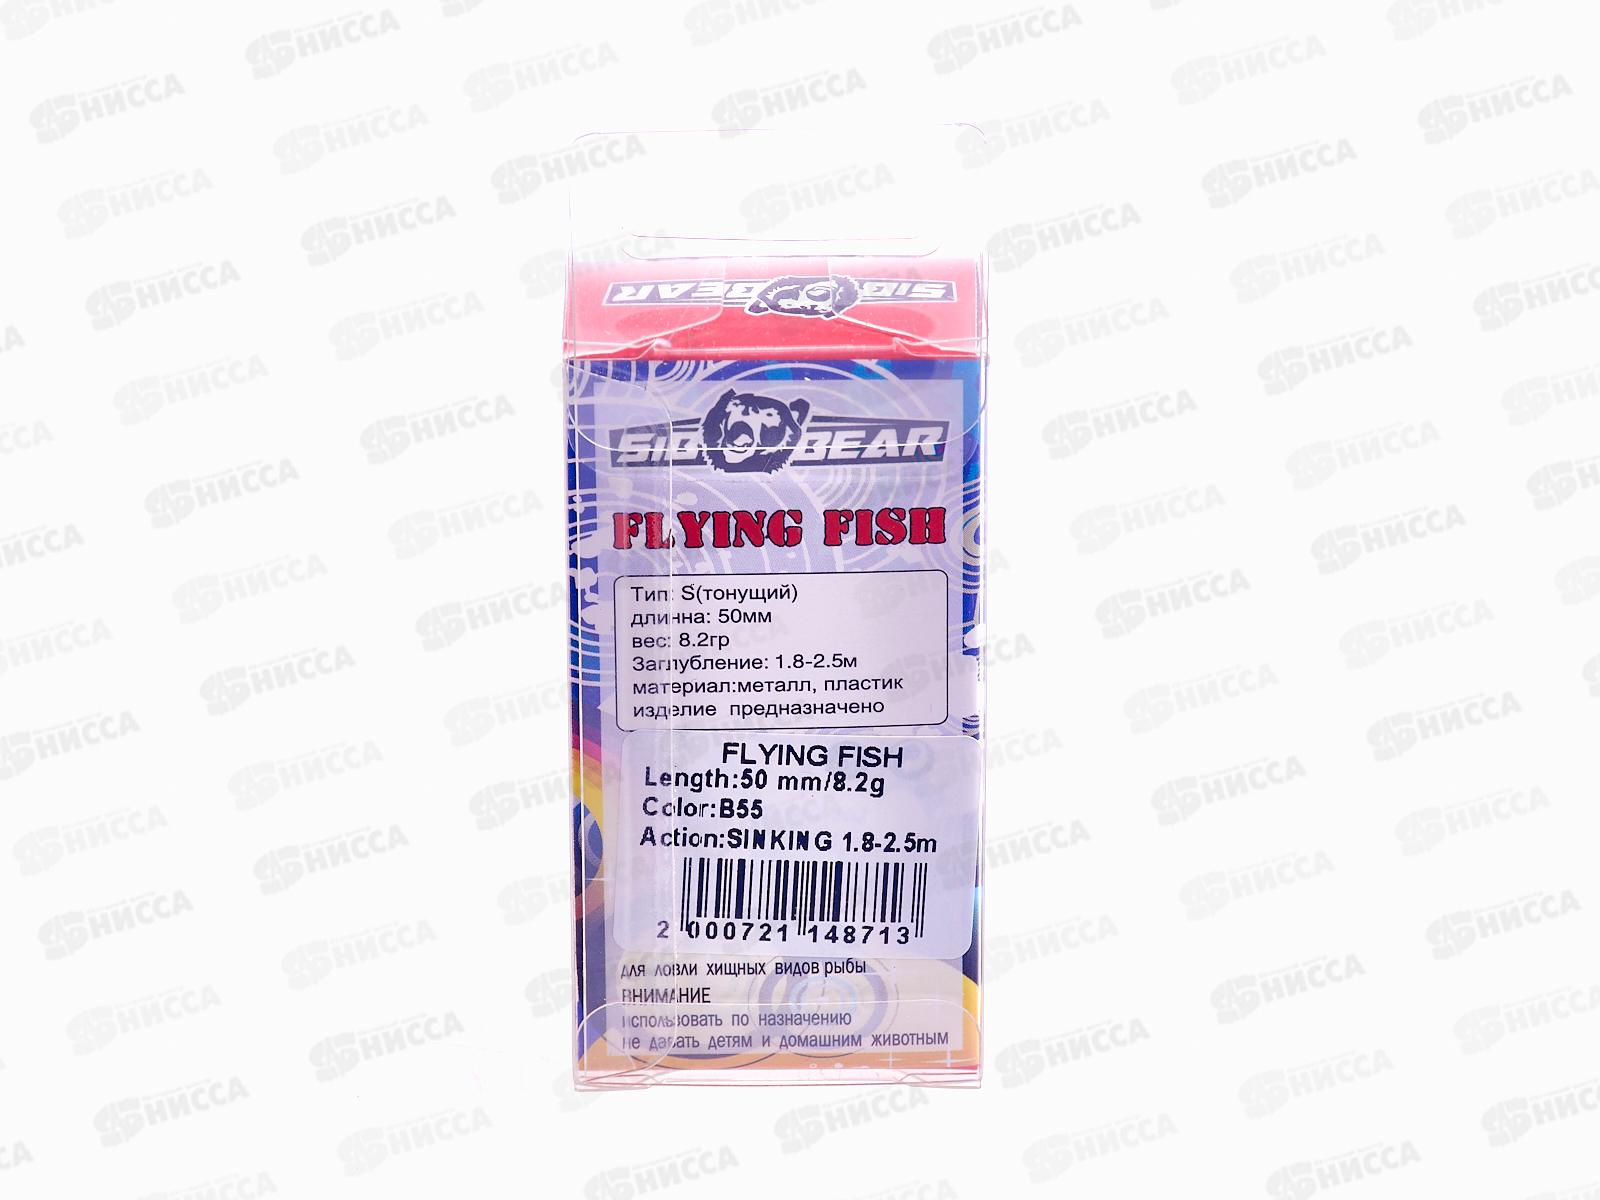 SIB BEAR
SIB BEAR
FLYING FISH
Тип: S(тонущий)
длинна: 50мм
вес: 8.2гр
Заглубление: 1.8-2.5м
материал:металл, пластик
изделие предназначено
FLYING FISH
Length:50 mm/8.2g
Color:B55
Action:SINKING 1.8-2.5m
2 000721 148713
для ловли хищных видов рыбы
ВНИМАНИЕ
использовать по назначению
не давать детям и домашним животным
НИССА